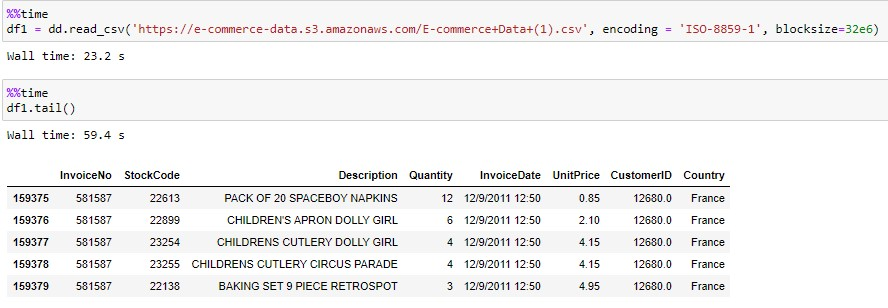 %%time
df1 = dd.read_csv('https://e-commerce-data.s3.amazonaws.com/E-commerce+Data+(1).csv', encoding = 'ISO-8859-1', blocksize=32e6)
Wall time: 23.2 s
%%time
df1.tail()
Wall time: 59.4 s
InvoiceNo StockCode Description Quantity InvoiceDate UnitPrice CustomerID Country
159375 581587 22613 PACK OF 20 SPACEBOY NAPKINS 12 12/9/2011 12:50 0.85 12680.0 France
159376 581587 22899 CHILDREN'S APRON DOLLY GIRL 6 12/9/2011 12:50 2.10 12680.0 France
159377 581587 23254 CHILDRENS CUTLERY DOLLY GIRL 4 12/9/2011 12:50 4.15 12680.0 France
159378 581587 23255 CHILDRENS CUTLERY CIRCUS PARADE 4 12/9/2011 12:50 4.15 12680.0 France
159379 581587 22138 BAKING SET 9 PIECE RETROSPOT 3 12/9/2011 12:50 4.95 12680.0 France